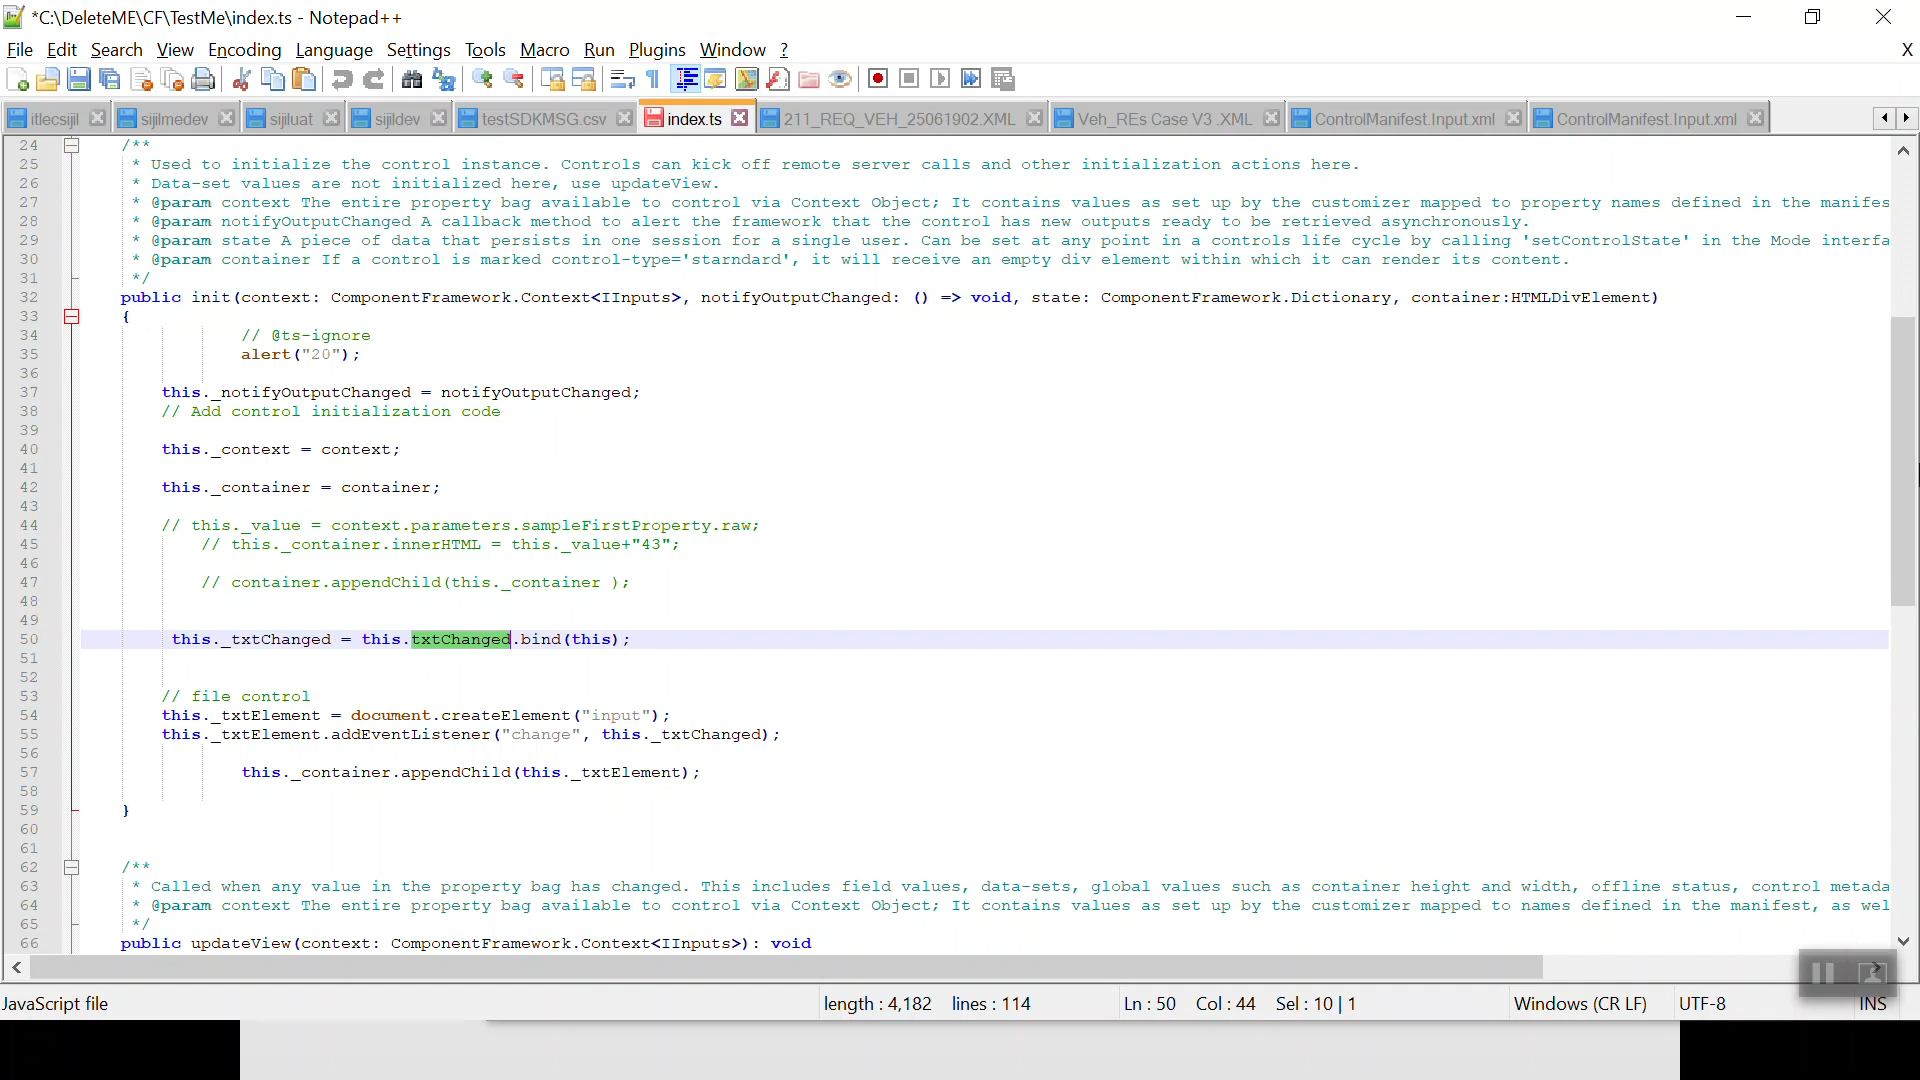 *C:\DeleteME\CF\TestMe\index.ts - Notepad++
File Edit Search View Encoding Language Settings Tools Macro Run Plugins Window ? X
itlecsijil sijilmedev sijiluat sijildev testSDKMSG.csv index.ts 211_REQ_VEH_25061902.XML Veh_REs Case V3 .XML ControlManifest.Input.xml ControlManifest.Input.xml
24 /**
25 * Used to initialize the control instance. Controls can kick off remote server calls and other initialization actions here.
26 * Data-set values are not initialized here, use updateView.
27 * @param context The entire property bag available to control via Context Object; It contains values as set up by the customizer mapped to property names defined in the manifes
28 * @param notifyOutputChanged A callback method to alert the framework that the control has new outputs ready to be retrieved asynchronously.
29 * @param state A piece of data that persists in one session for a single user. Can be set at any point in a controls life cycle by calling 'setControlState' in the Mode interfa
30 * @param container If a control is marked control-type='starndard', it will receive an empty div element within which it can render its content.
31 */
32 public init(context: ComponentFramework.Context<IInputs>, notifyOutputChanged: () => void, state: ComponentFramework.Dictionary, container:HTMLDivElement)
33 {
34 // @ts-ignore
35 alert("20");
36
37 this._notifyOutputChanged = notifyOutputChanged;
38 // Add control initialization code
39
40 this._context = context;
41
42 this._container = container;
43
44 // this._value = context.parameters.sampleFirstProperty.raw;
45 // this._container.innerHTML = this._value+"43";
46
47 // container.appendChild(this._container );
48
49
50 this._txtChanged = this.txtChanged.bind(this);
51
52
53 // file control
54 this._txtElement = document.createElement("input");
55 this._txtElement.addEventListener("change", this._txtChanged);
56
57 this._container.appendChild(this._txtElement);
58
59 }
60
61
62 /**
63 * Called when any value in the property bag has changed. This includes field values, data-sets, global values such as container height and width, offline status, control metada
64 * @param context The entire property bag available to control via Context Object; It contains values as set up by the customizer mapped to names defined in the manifest, as wel
65 */
66 public updateView(context: ComponentFramework.Context<IInputs>): void
JavaScript file length : 4,182 lines : 114 Ln : 50 Col : 44 Sel : 10 | 1 Windows (CR LF) UTF-8 INS